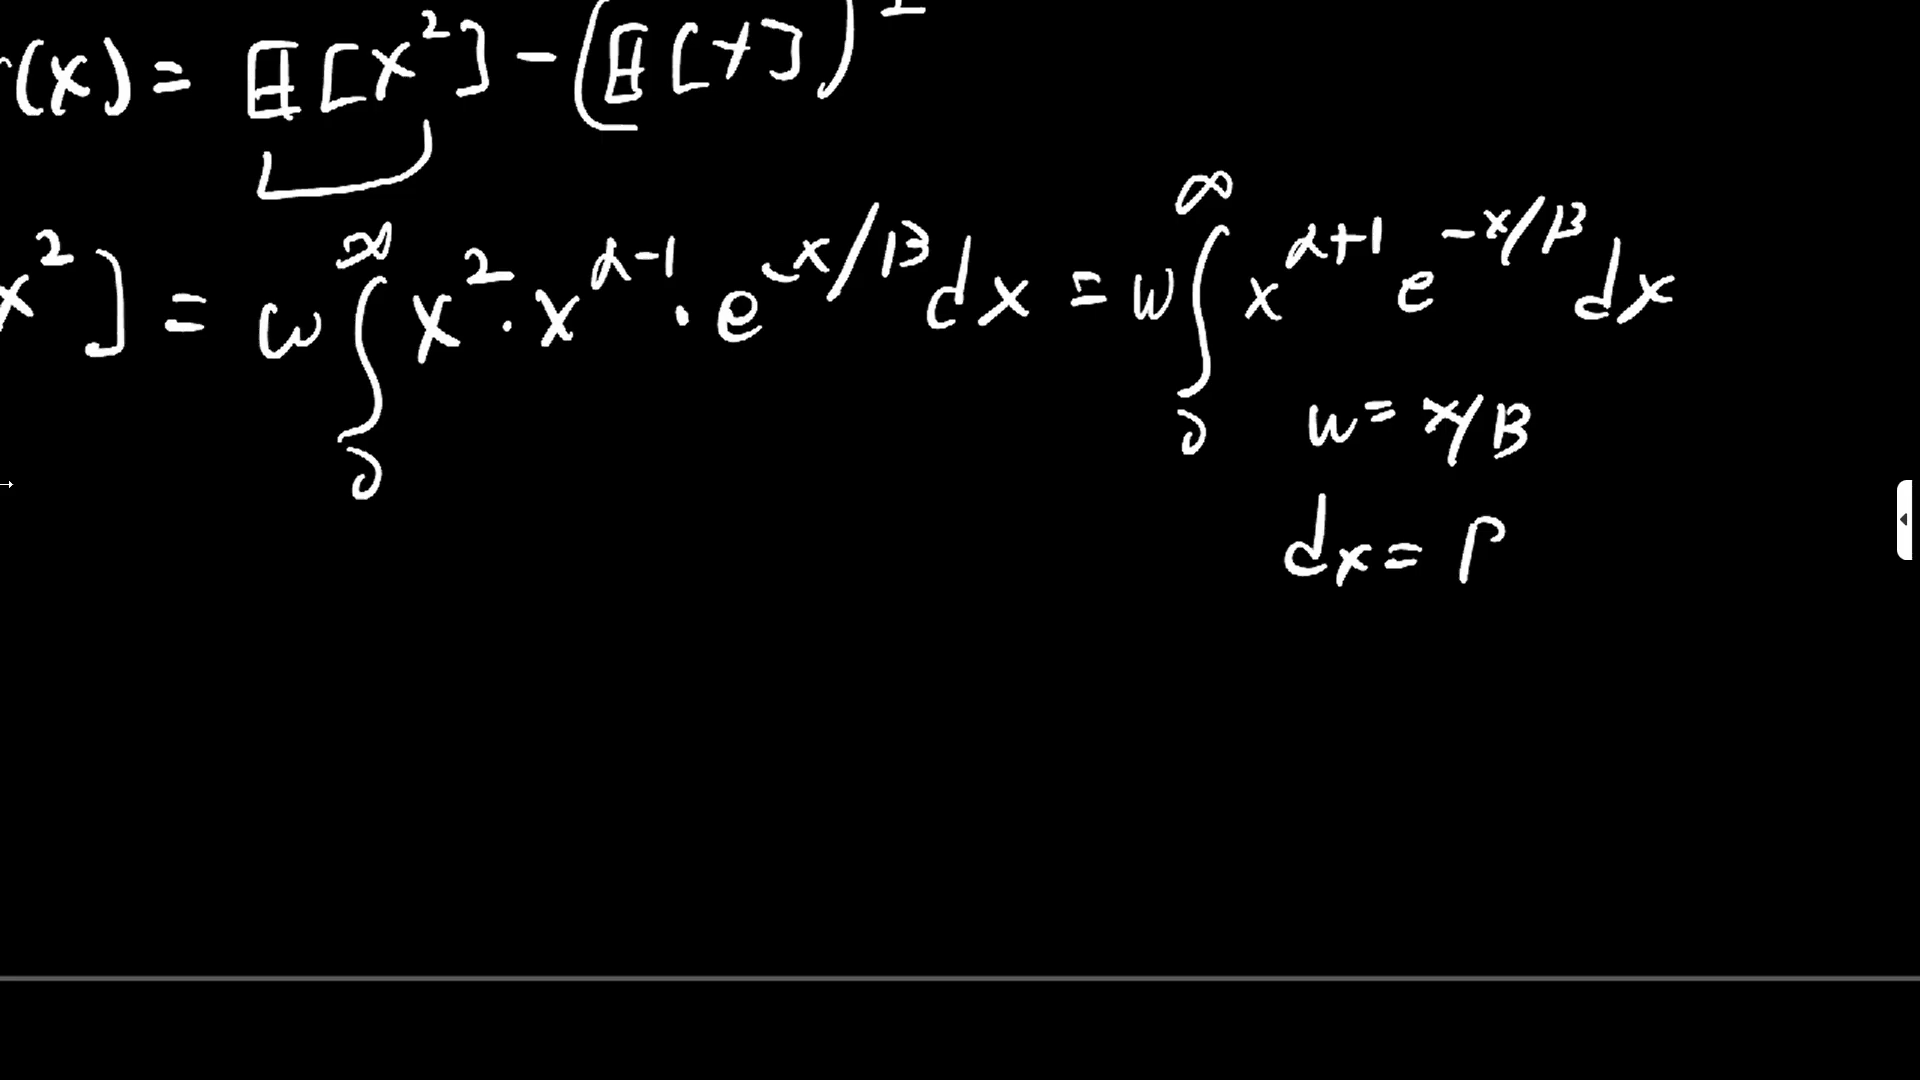 r(x) = E[x²] - (E[x])²
x²] = w ∫₀^∞ x² · x^(α-1) · e^(-x/β) dx = w ∫₀^∞ x^(α+1) e^(-x/β) dx
u = x/β
dx =